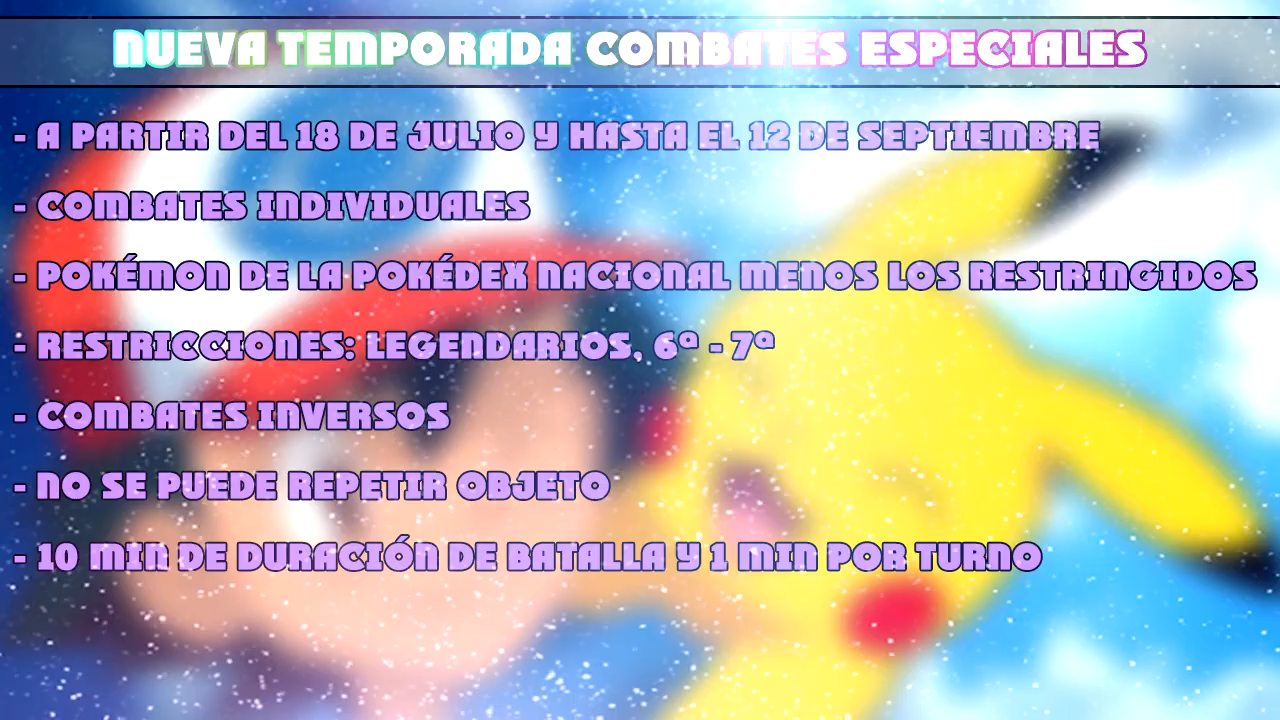 NUEVA TEMPORADA COMBATES ESPECIALES
- A PARTIR DEL 18 DE JULIO Y HASTA EL 12 DE SEPTIEMBRE
- COMBATES INDIVIDUALES
- POKÉMON DE LA POKÉDEX NACIONAL MENOS LOS RESTRINGIDOS
- RESTRICCIONES: LEGENDARIOS, 6ª - 7ª
- COMBATES INVERSOS
- NO SE PUEDE REPETIR OBJETO
- 10 MIN DE DURACIÓN DE BATALLA Y 1 MIN POR TURNO